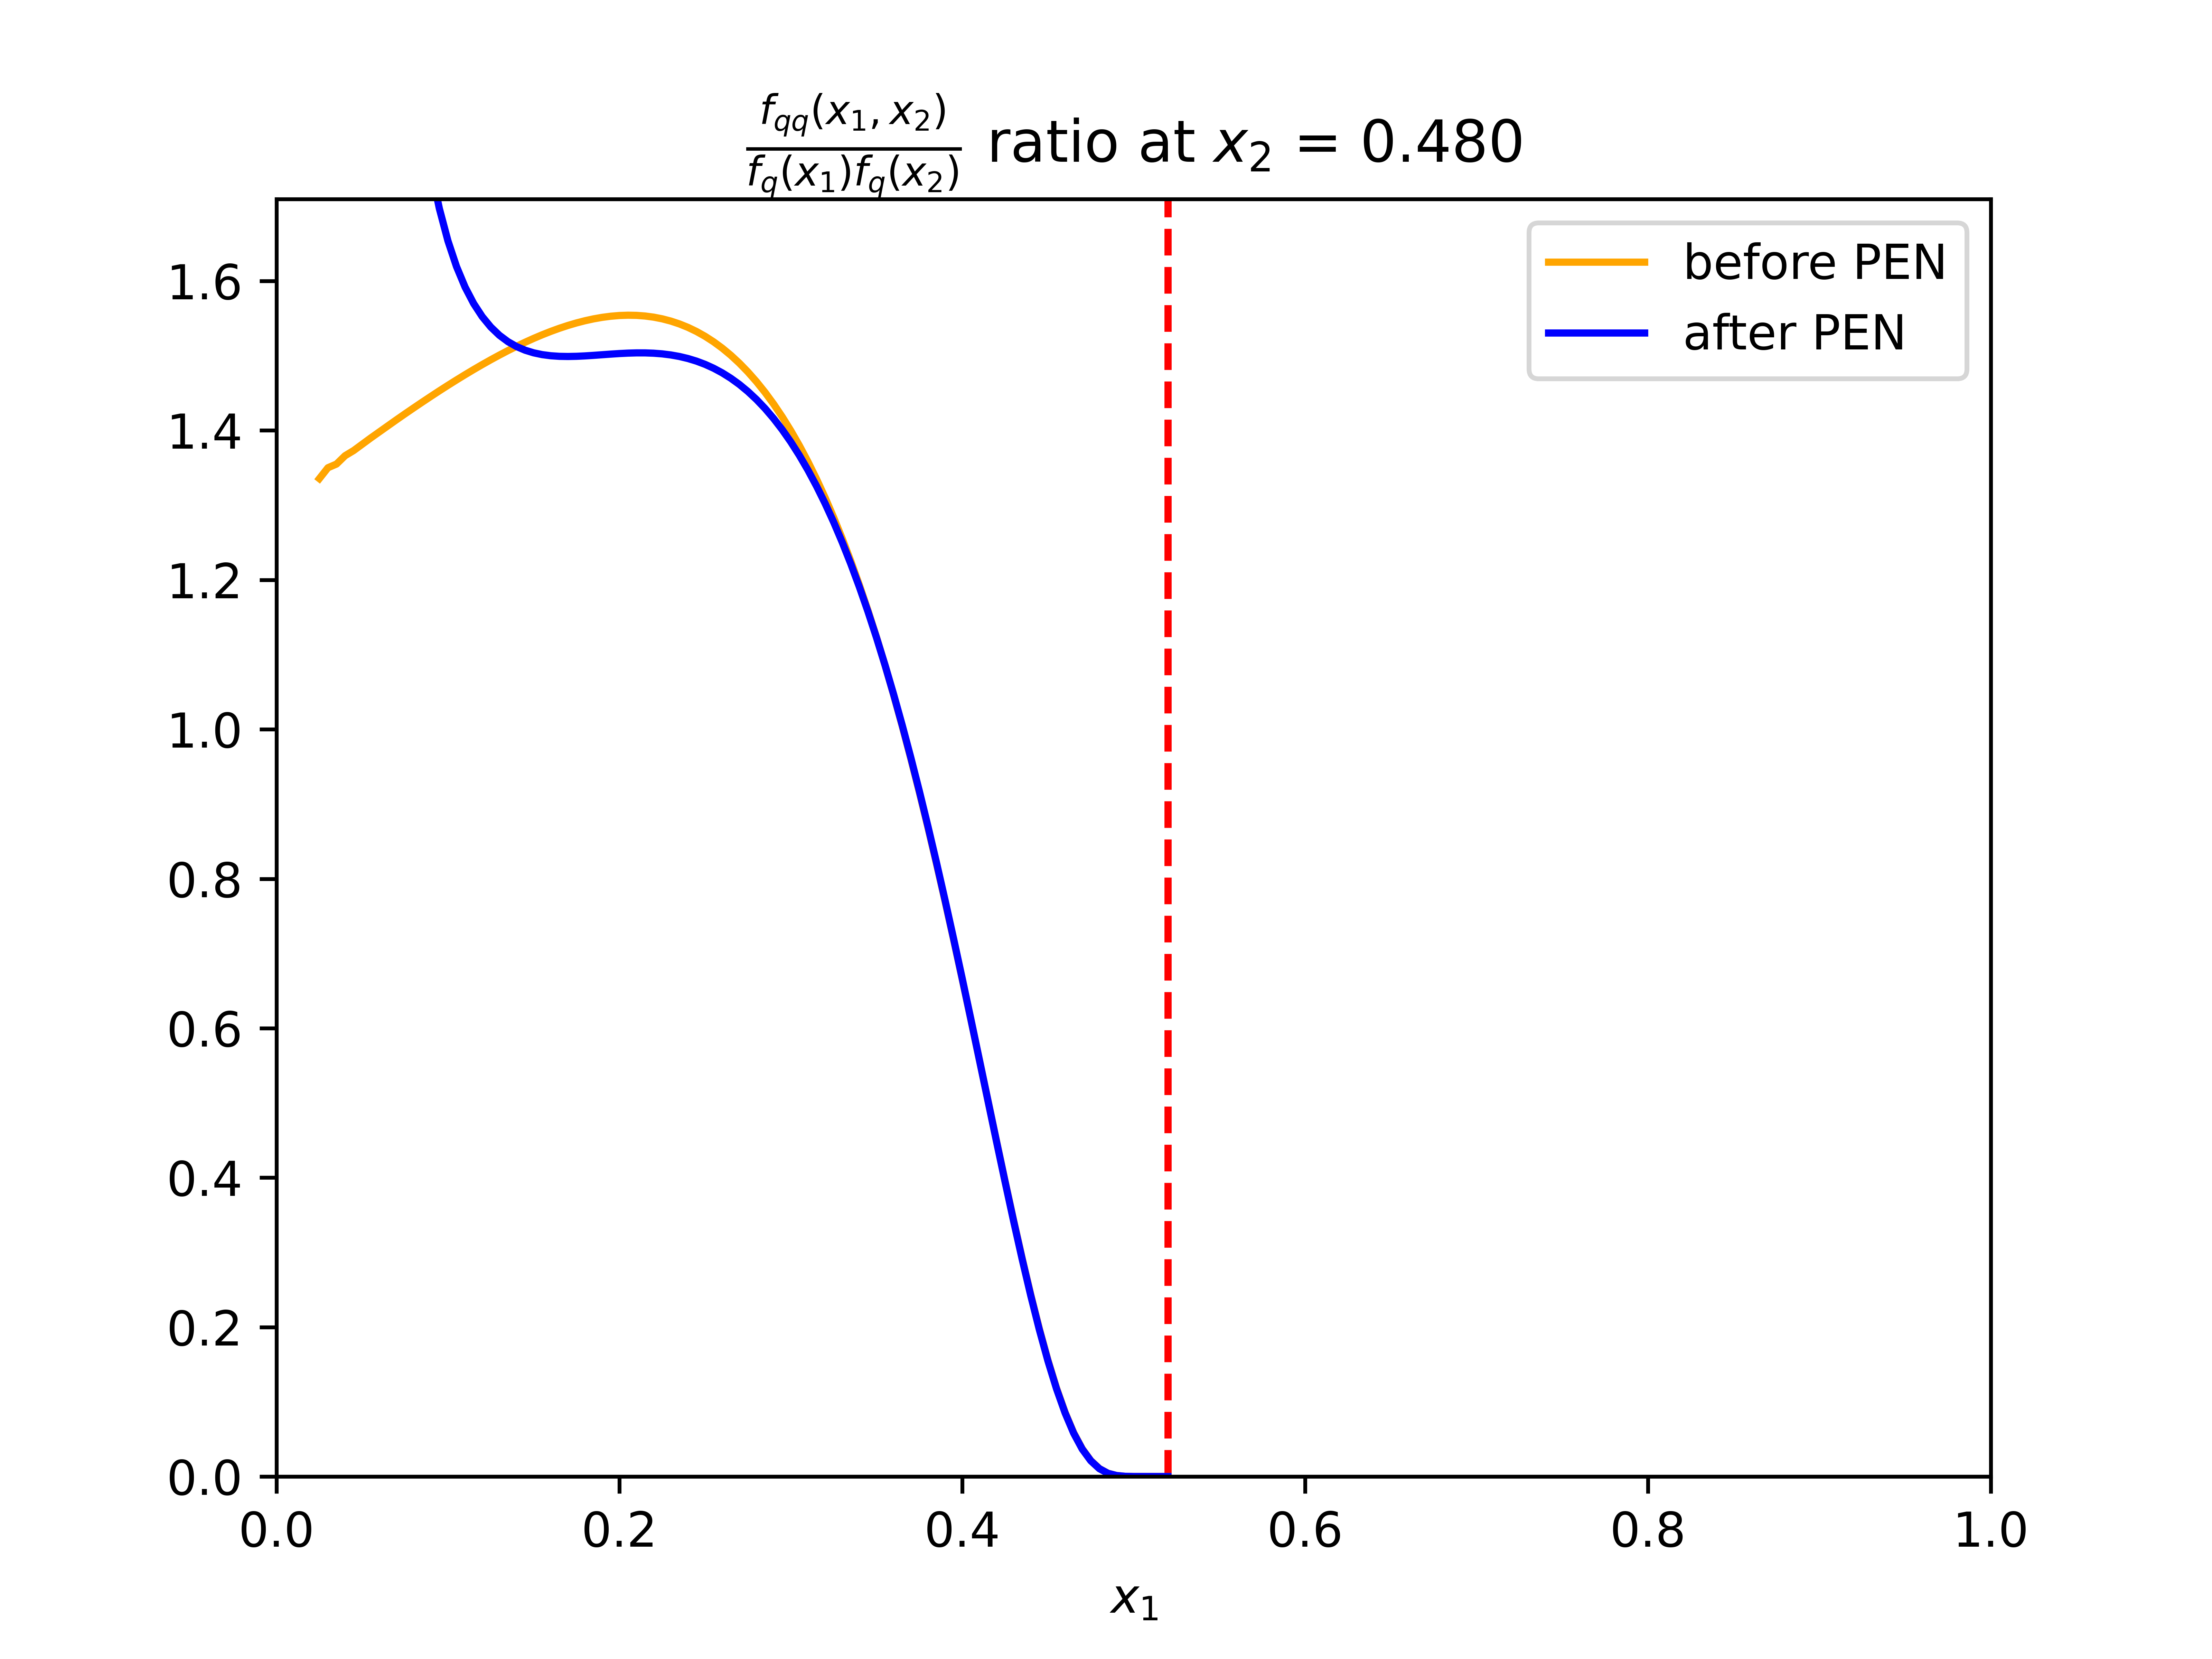 f_qq(x_1, x_2)
f_q(x_1)f_q(x_2)
ratio at x_2 = 0.480
before PEN
after PEN
1.6
1.4
1.2
1.0
0.8
0.6
0.4
0.2
0.0
0.0 0.2 0.4 0.6 0.8 1.0
x_1